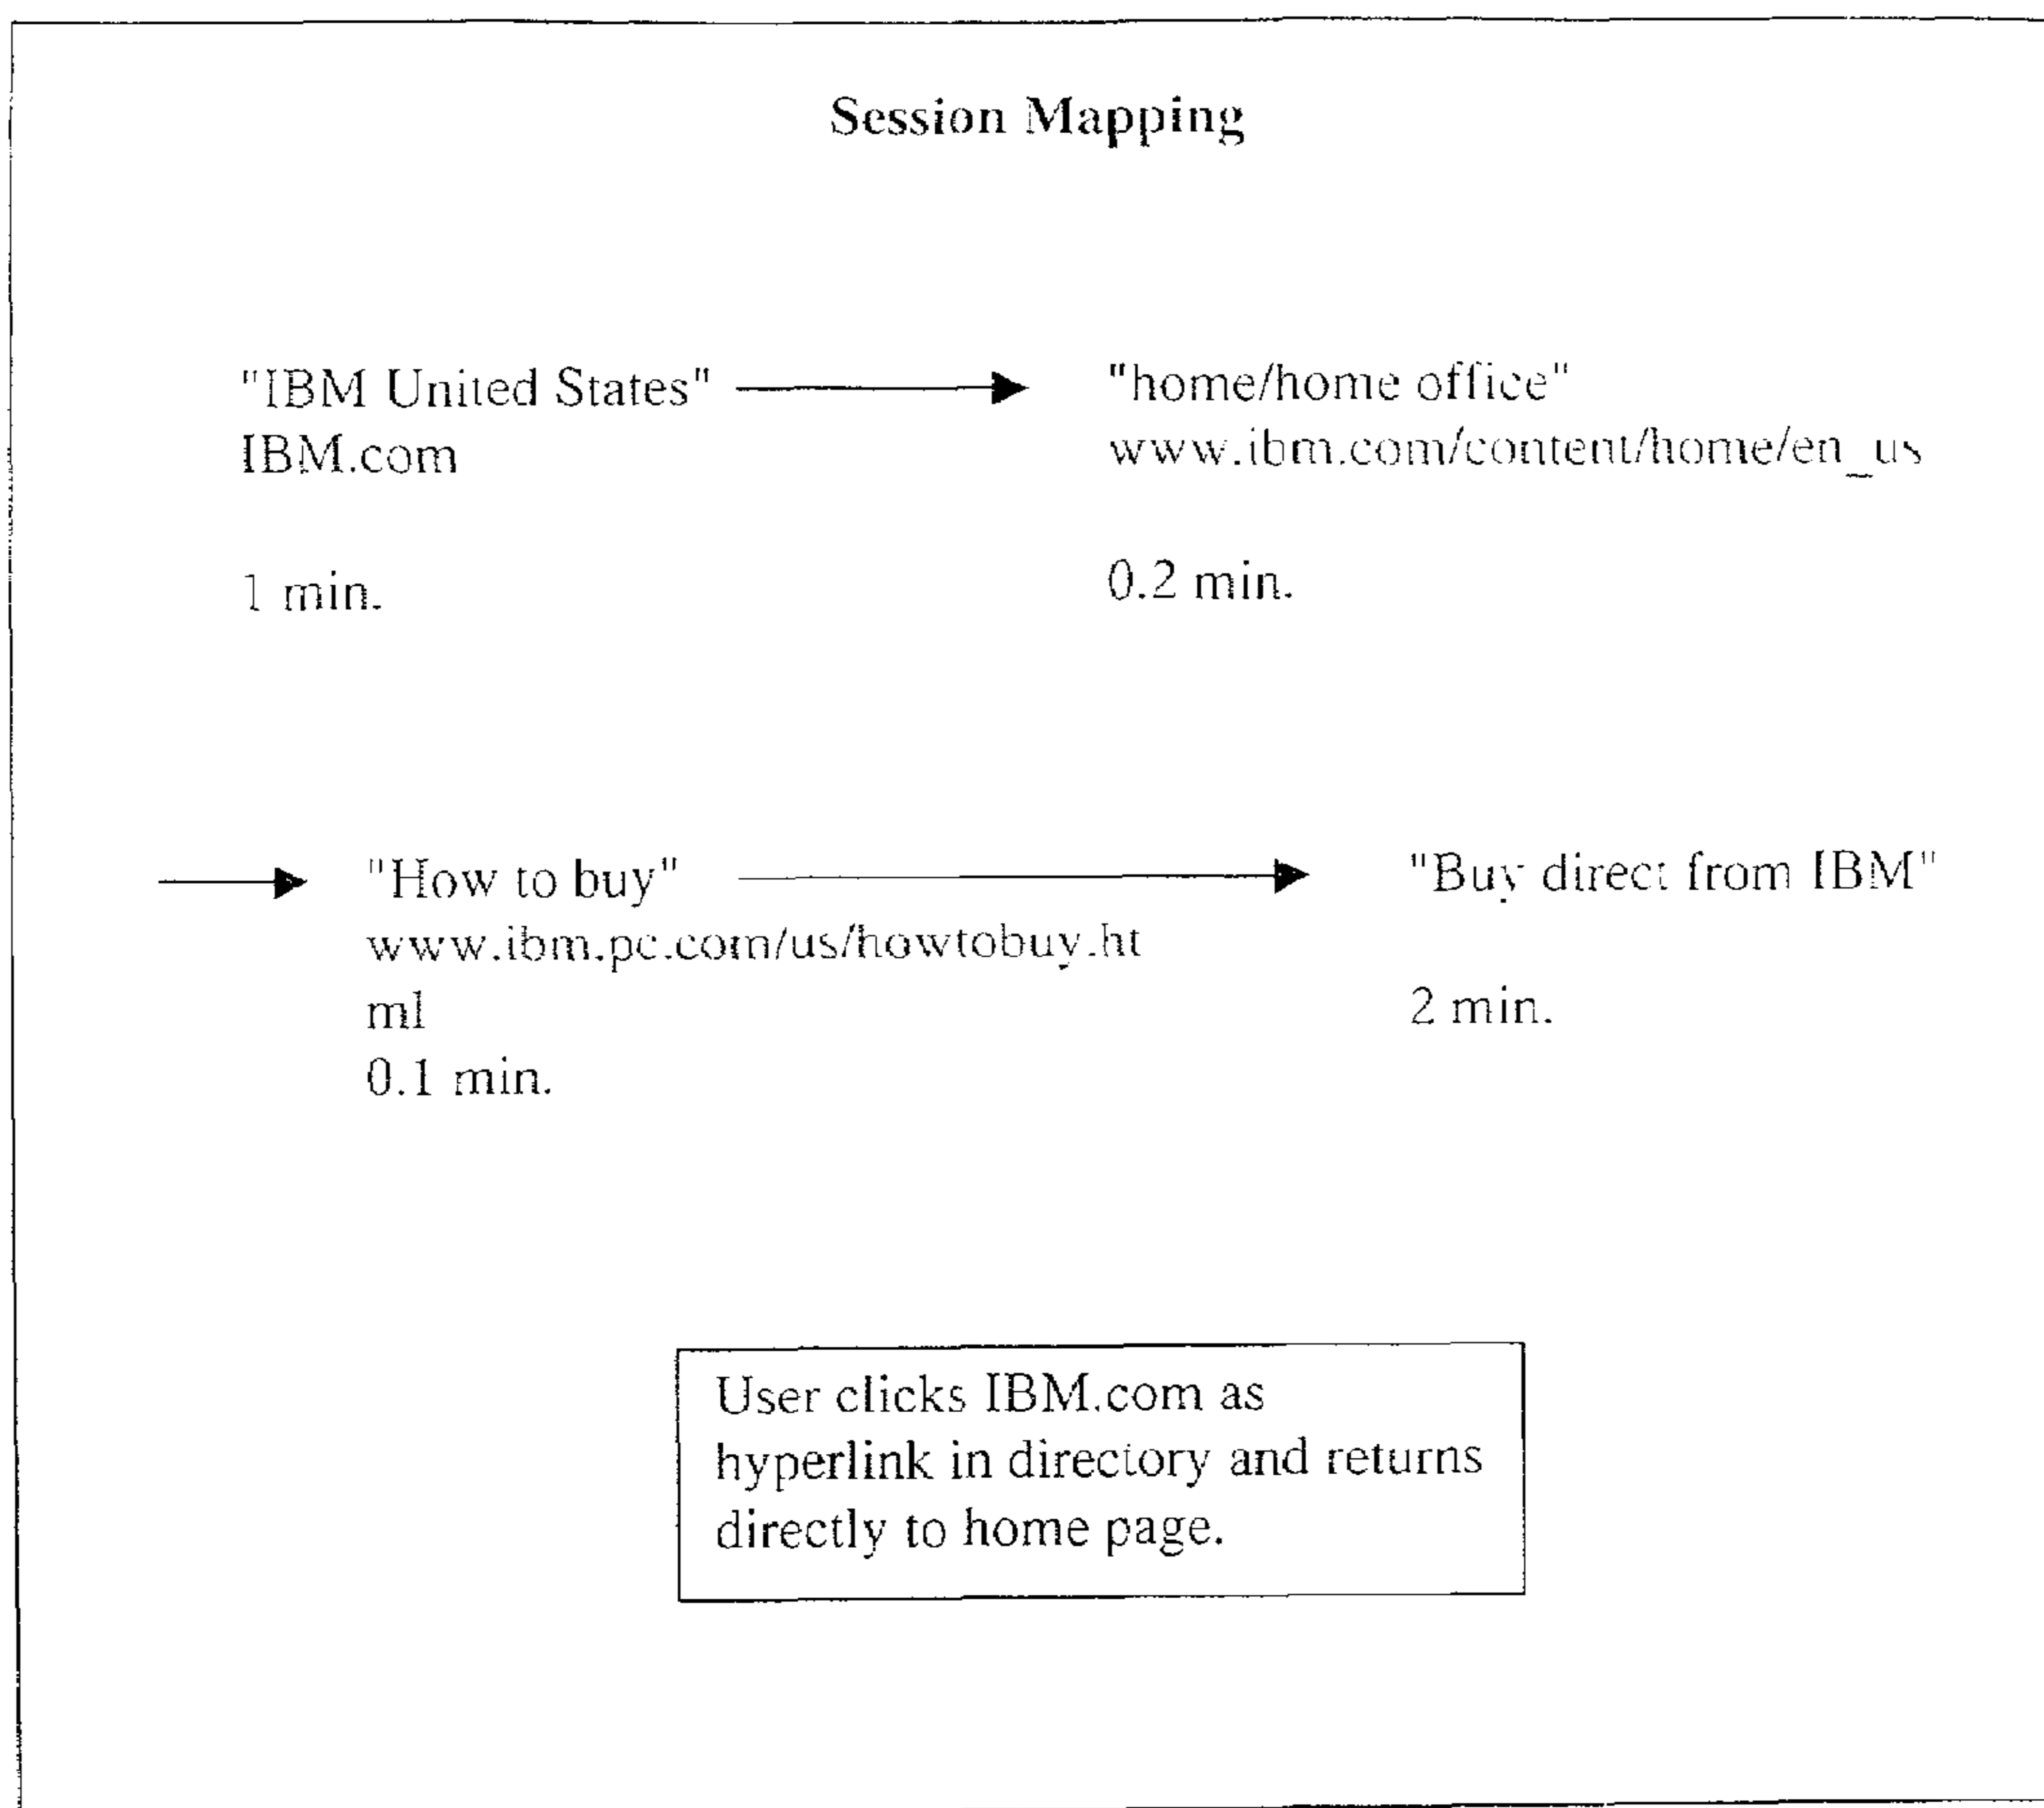 Session Mapping
"IBM United States"
IBM.com
1 min.
"home/home office"
www.ibm.com/content/home/en_us
0.2 min.
"How to buy"
www.ibm.pc.com/us/howtobuy.ht
ml
0.1 min.
"Buy direct from IBM"
2 min.
User clicks IBM.com as
hyperlink in directory and returns
directly to home page.